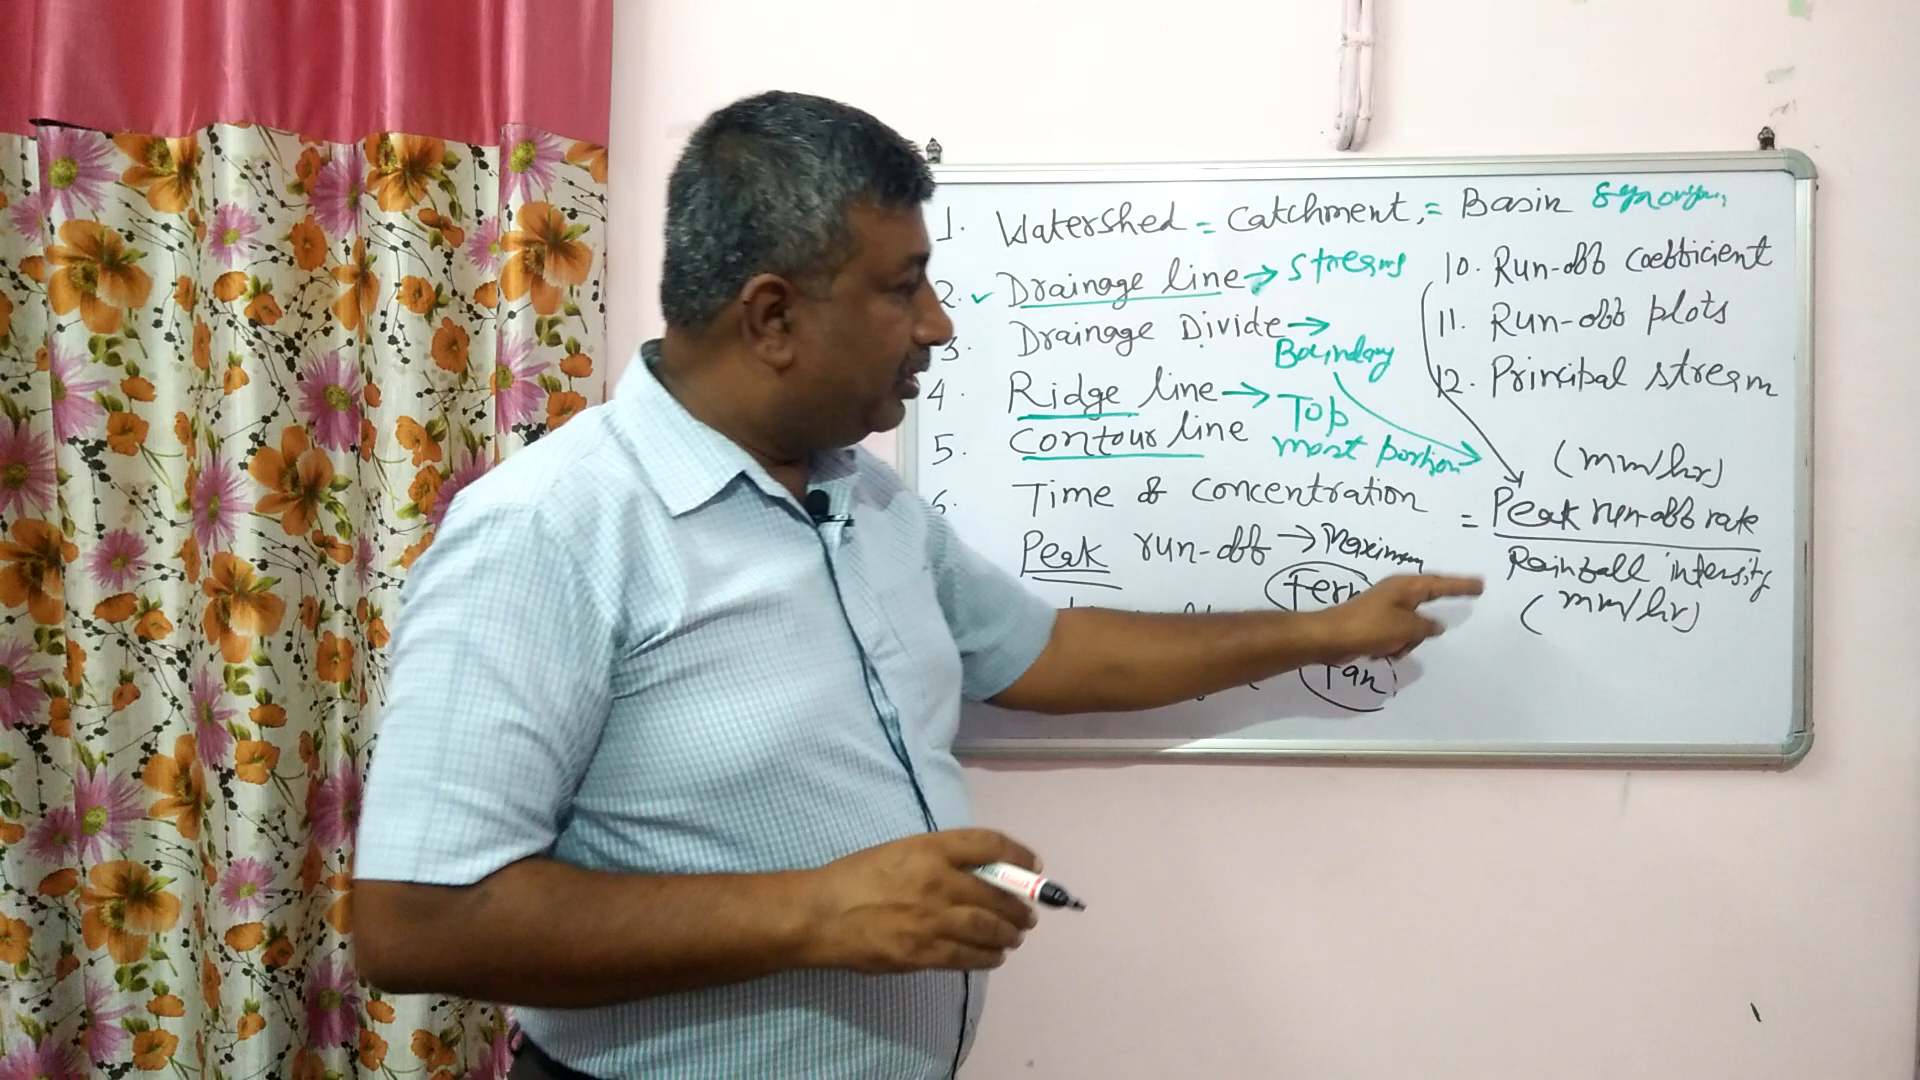 1. Watershed = Catchment, = Basin
2. ✓ Drainage line → Streams
3. Drainage Divide → Boundary
4. Ridge line → Top most portion
5. Contour line
6. Time of Concentration
Peak run-off → Maximum
Fern
Fan
10. Run-off coefficient
11. Run-off plots
12. Principal stream
(mm/hr)
= Peak run-off rate
Rainfall intensity
(mm/hr)